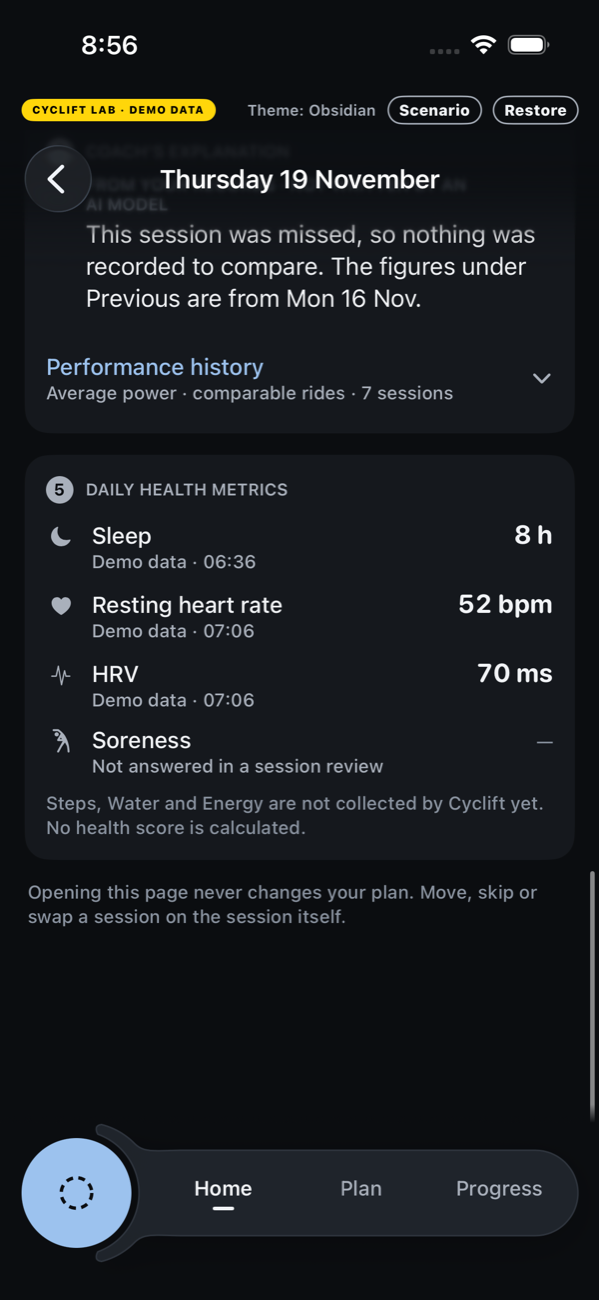 8:56
CYCLIFT LAB · DEMO DATA
Theme: Obsidian
Scenario
Restore
COACH'S EXPLANATION
Thursday 19 November
AI MODEL
This session was missed, so nothing was
recorded to compare. The figures under
Previous are from Mon 16 Nov.
Performance history
Average power · comparable rides · 7 sessions
5 DAILY HEALTH METRICS
Sleep 8 h
Demo data · 06:36
Resting heart rate 52 bpm
Demo data · 07:06
HRV 70 ms
Demo data · 07:06
Soreness —
Not answered in a session review
Steps, Water and Energy are not collected by Cyclift yet.
No health score is calculated.
Opening this page never changes your plan. Move, skip or
swap a session on the session itself.
Home
Plan
Progress